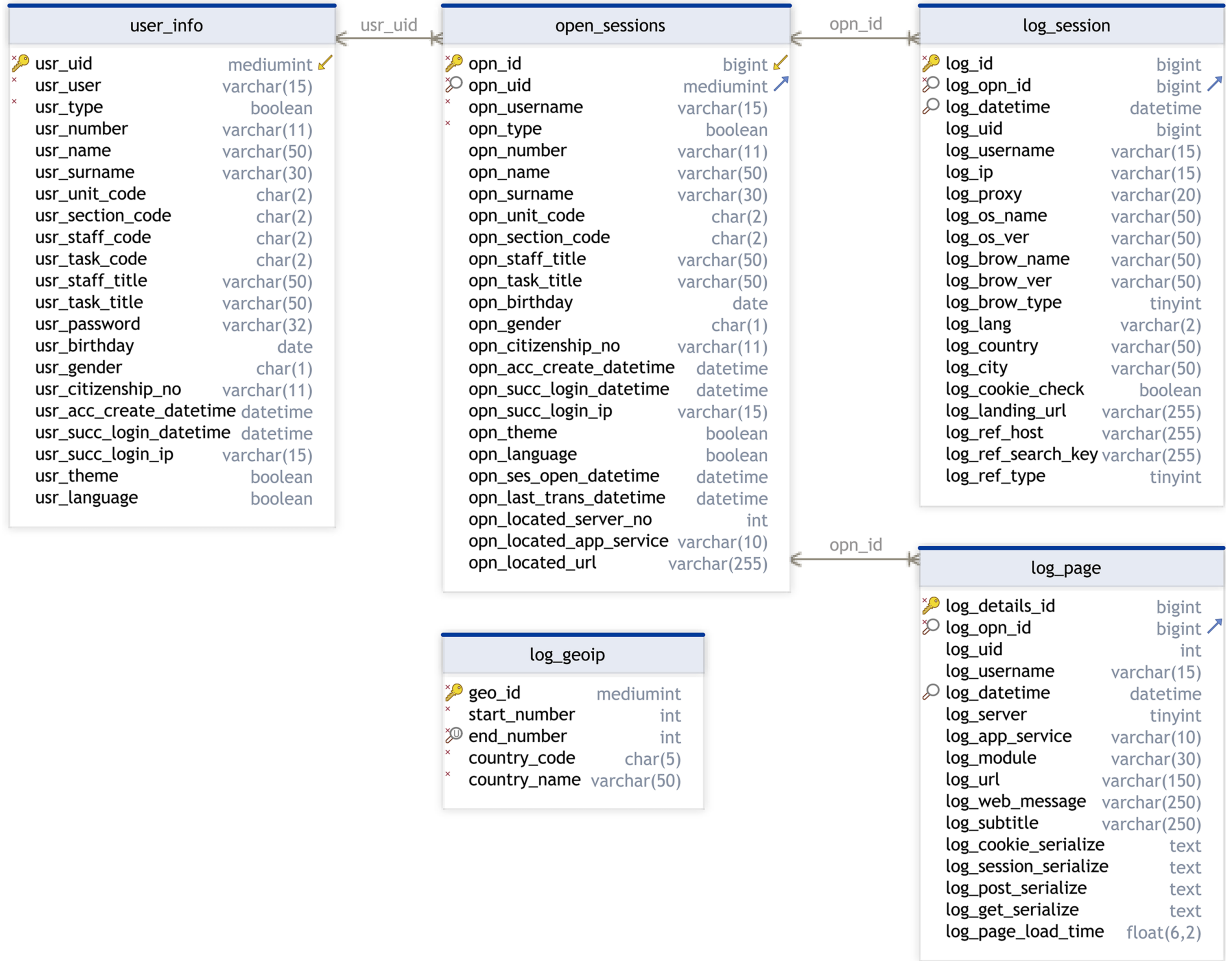 user_info
usr_uid mediumint
usr_user varchar(15)
usr_type boolean
usr_number varchar(11)
usr_name varchar(50)
usr_surname varchar(30)
usr_unit_code char(2)
usr_section_code char(2)
usr_staff_code char(2)
usr_task_code char(2)
usr_staff_title varchar(50)
usr_task_title varchar(50)
usr_password varchar(32)
usr_birthday date
usr_gender char(1)
usr_citizenship_no varchar(11)
usr_acc_create_datetime datetime
usr_succ_login_datetime datetime
usr_succ_login_ip varchar(15)
usr_theme boolean
usr_language boolean
usr_uid
open_sessions
opn_id bigint
opn_uid mediumint
opn_username varchar(15)
opn_type boolean
opn_number varchar(11)
opn_name varchar(50)
opn_surname varchar(30)
opn_unit_code char(2)
opn_section_code char(2)
opn_staff_title varchar(50)
opn_task_title varchar(50)
opn_birthday date
opn_gender char(1)
opn_citizenship_no varchar(11)
opn_acc_create_datetime datetime
opn_succ_login_datetime datetime
opn_succ_login_ip varchar(15)
opn_theme boolean
opn_language boolean
opn_ses_open_datetime datetime
opn_last_trans_datetime datetime
opn_located_server_no int
opn_located_app_service varchar(10)
opn_located_url varchar(255)
opn_id
log_session
log_id bigint
log_opn_id bigint
log_datetime datetime
log_uid bigint
log_username varchar(15)
log_ip varchar(15)
log_proxy varchar(20)
log_os_name varchar(50)
log_os_ver varchar(50)
log_brow_name varchar(50)
log_brow_ver varchar(50)
log_brow_type tinyint
log_lang varchar(2)
log_country varchar(50)
log_city varchar(50)
log_cookie_check boolean
log_landing_url varchar(255)
log_ref_host varchar(255)
log_ref_search_key varchar(255)
log_ref_type tinyint
opn_id
log_page
log_details_id bigint
log_opn_id bigint
log_uid int
log_username varchar(15)
log_datetime datetime
log_server tinyint
log_app_service varchar(10)
log_module varchar(30)
log_url varchar(150)
log_web_message varchar(250)
log_subtitle varchar(250)
log_cookie_serialize text
log_session_serialize text
log_post_serialize text
log_get_serialize text
log_page_load_time float(6,2)
log_geoip
geo_id mediumint
start_number int
end_number int
country_code char(5)
country_name varchar(50)